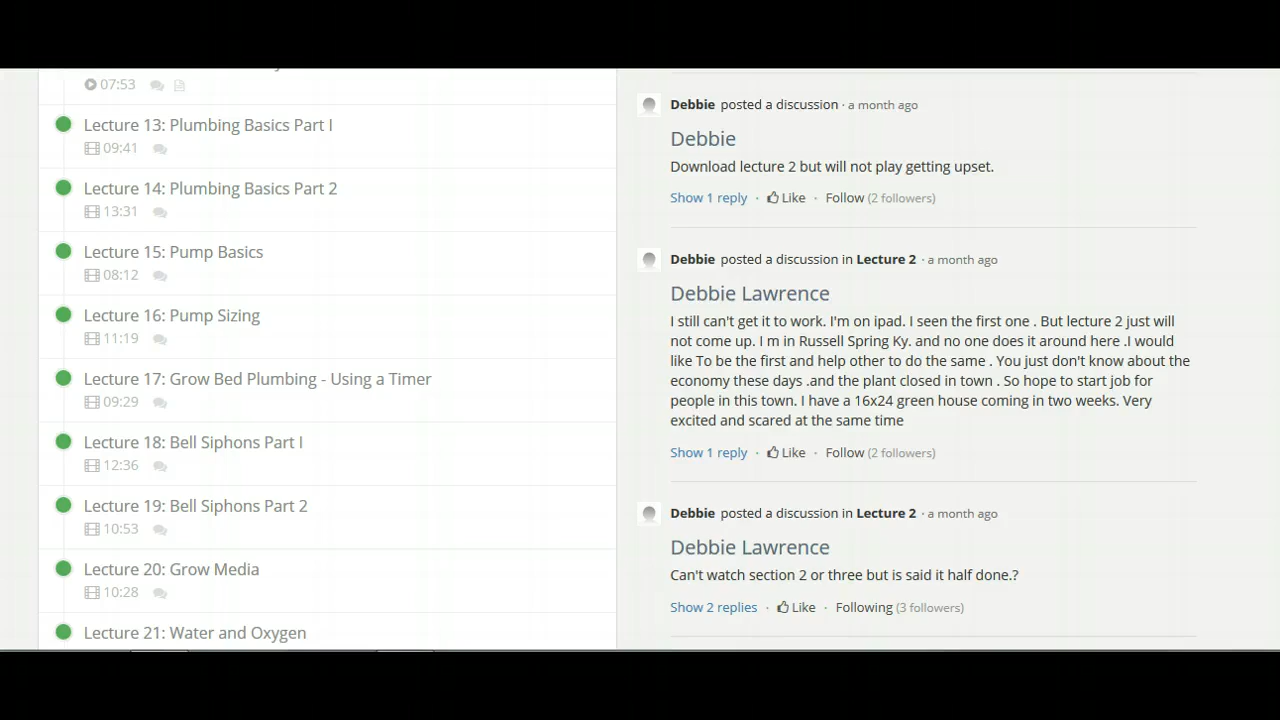 07:53
Lecture 13: Plumbing Basics Part I
09:41
Lecture 14: Plumbing Basics Part 2
13:31
Lecture 15: Pump Basics
08:12
Lecture 16: Pump Sizing
11:19
Lecture 17: Grow Bed Plumbing - Using a Timer
09:29
Lecture 18: Bell Siphons Part I
12:36
Lecture 19: Bell Siphons Part 2
10:53
Lecture 20: Grow Media
10:28
Lecture 21: Water and Oxygen
Debbie posted a discussion · a month ago
Debbie
Download lecture 2 but will not play getting upset.
Show 1 reply · Like · Follow (2 followers)
Debbie posted a discussion in Lecture 2 · a month ago
Debbie Lawrence
I still can't get it to work. I'm on ipad. I seen the first one . But lecture 2 just will
not come up. I m in Russell Spring Ky. and no one does it around here .I would
like To be the first and help other to do the same . You just don't know about the
economy these days .and the plant closed in town . So hope to start job for
people in this town. I have a 16x24 green house coming in two weeks. Very
excited and scared at the same time
Show 1 reply · Like · Follow (2 followers)
Debbie posted a discussion in Lecture 2 · a month ago
Debbie Lawrence
Can't watch section 2 or three but is said it half done.?
Show 2 replies · Like · Following (3 followers)